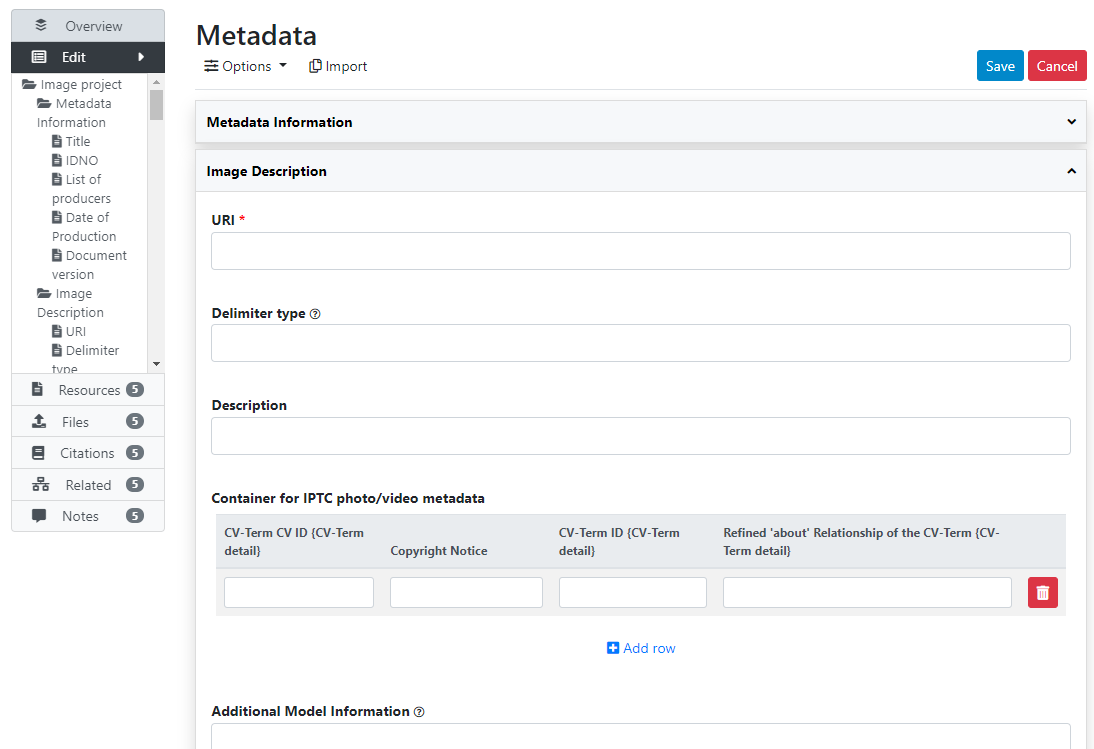 Overview
Edit
Image project
Metadata
Information
Title
IDNO
List of
producers
Date of
Production
Document
version
Image
Description
URI
Delimiter
type
Resources 5
Files 5
Citations 5
Related 5
Notes 5
Metadata
Options
Import
Save
Cancel
Metadata Information
Image Description
URI *
Delimiter type
Description
Container for IPTC photo/video metadata
CV-Term CV ID {CV-Term
detail}
Copyright Notice
CV-Term ID {CV-Term
detail}
Refined 'about' Relationship of the CV-Term {CV-
Term detail}
Add row
Additional Model Information